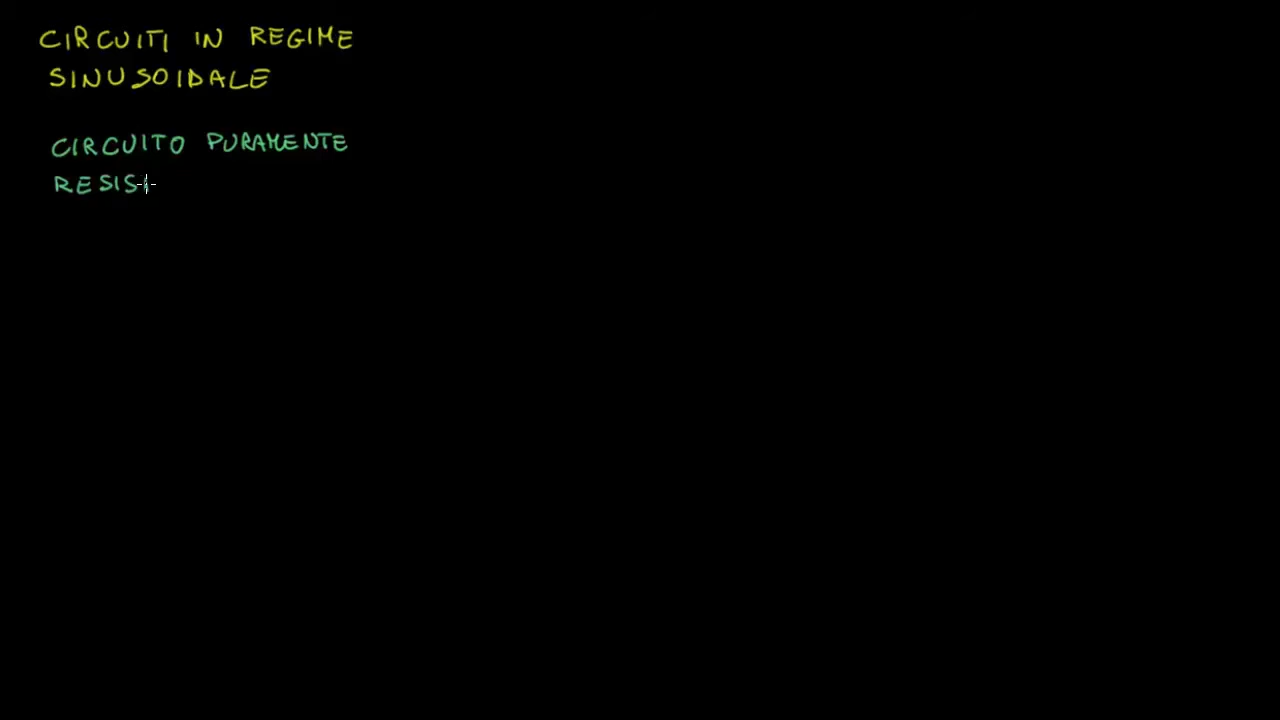 CIRCUITI IN REGIME
SINUSOIDALE
CIRCUITO PURAMENTE
RESIS